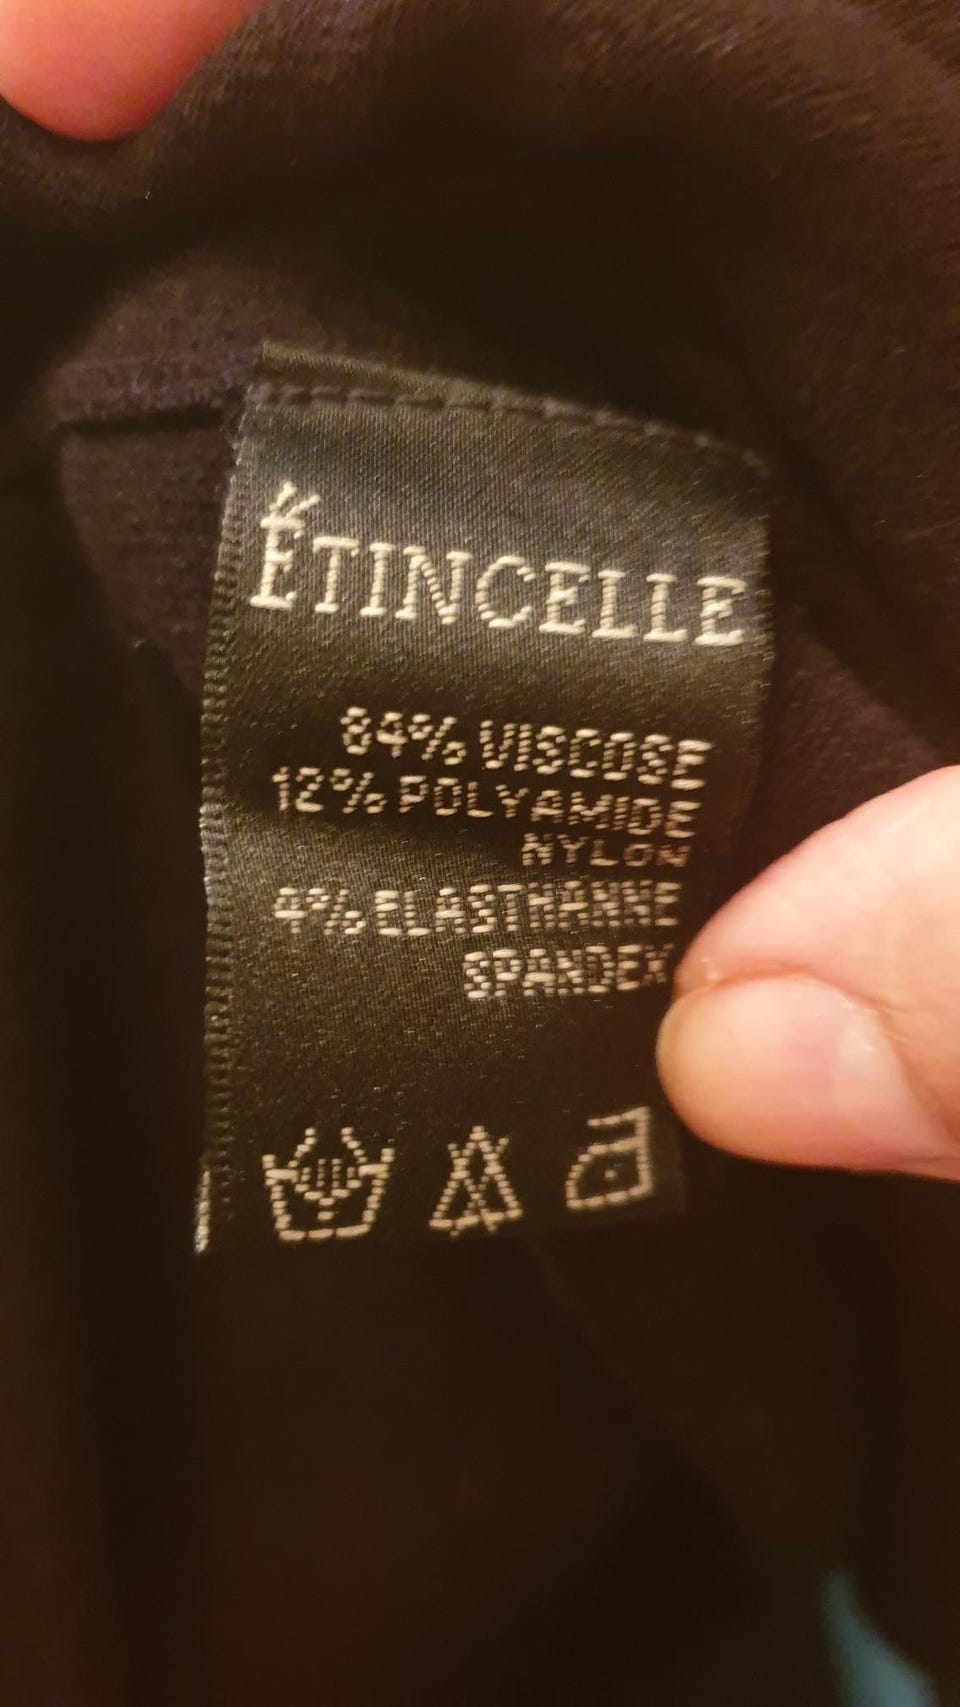 ÉTINCELLE
84% VISCOSE
12% POLYAMIDE
NYLON
4% ELASTHANNE
SPANDEX